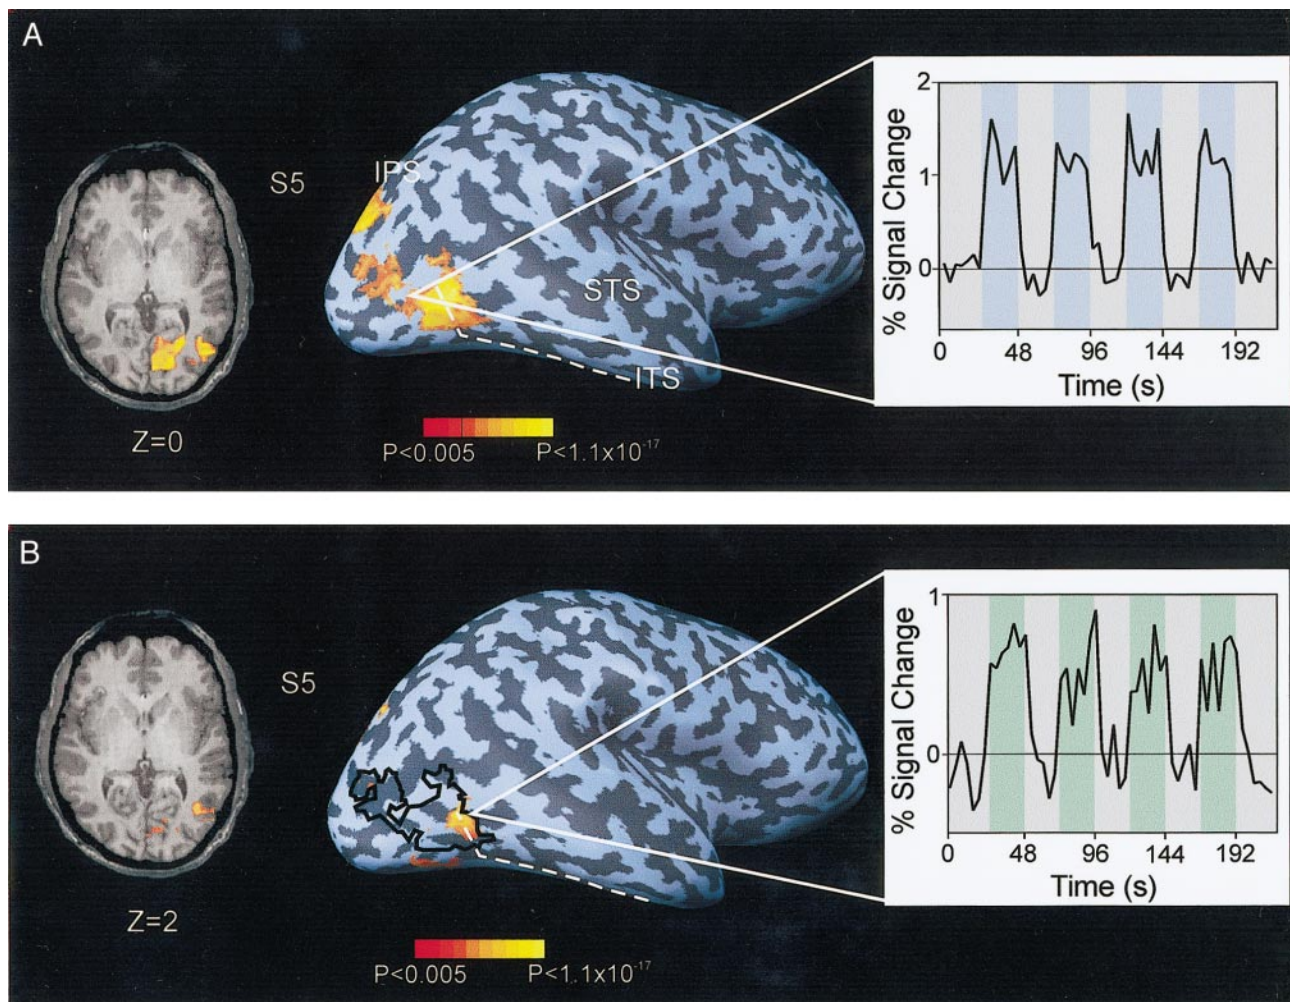 A
IPS
S5
STS
ITS
Z=0
P<0.005
P<1.1x10⁻¹⁷
% Signal Change
2
1
0
0
48
96
144
192
Time (s)
B
S5
Z=2
P<0.005
P<1.1x10⁻¹⁷
% Signal Change
1
0
0
48
96
144
192
Time (s)